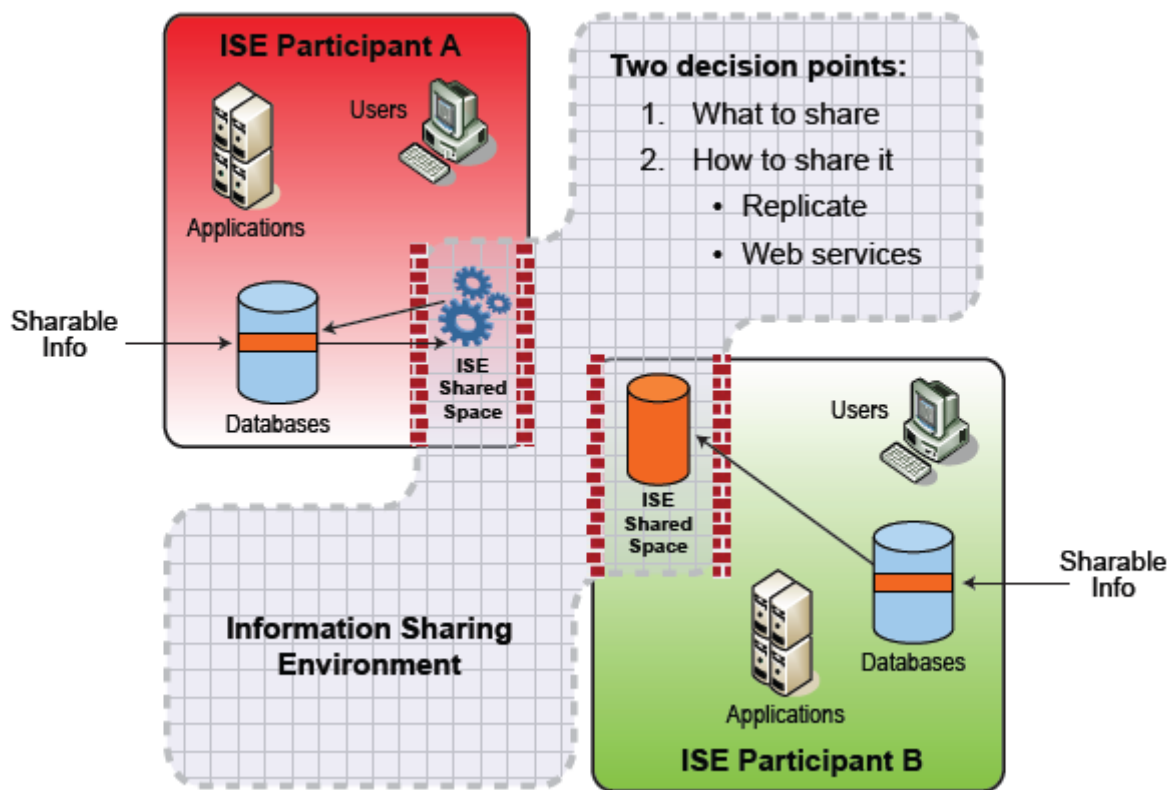 ISE Participant A
Users
Applications
Sharable
Info
Databases
ISE
Shared
Space
Two decision points:
1. What to share
2. How to share it
• Replicate
• Web services
Information Sharing
Environment
ISE
Shared
Space
Users
Sharable
Info
Databases
Applications
ISE Participant B